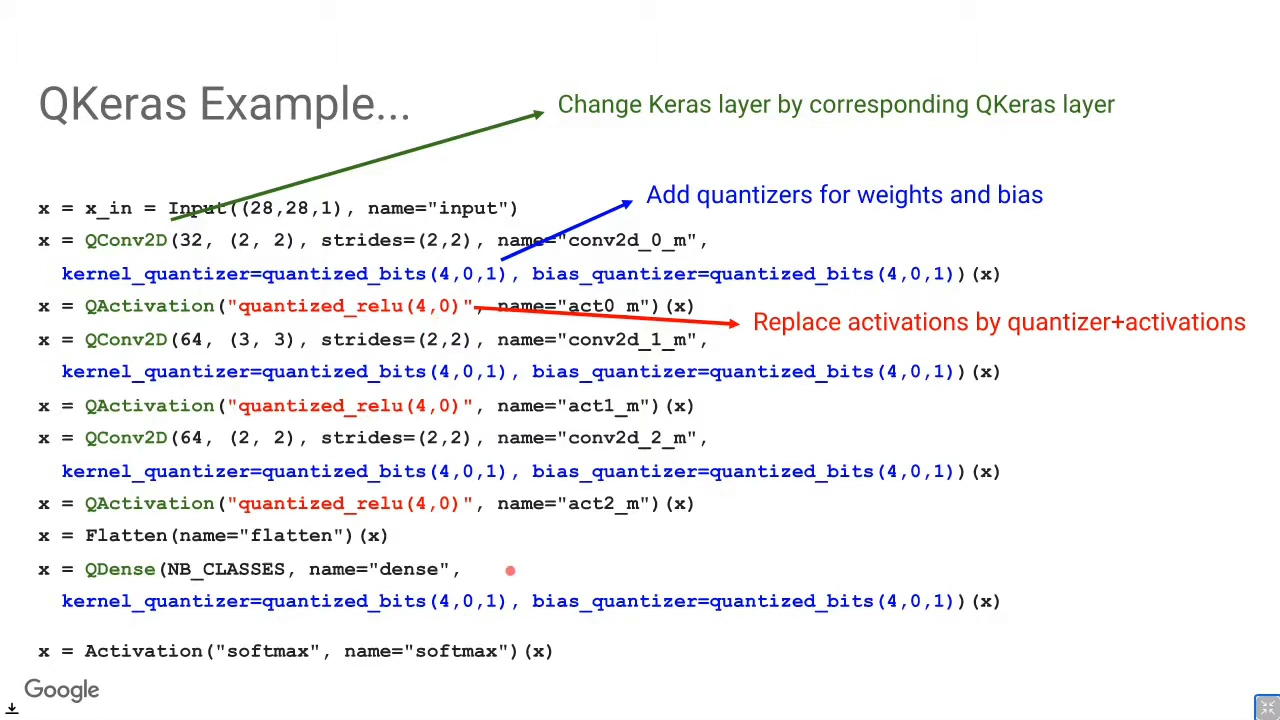 QKeras Example...
Change Keras layer by corresponding QKeras layer
Add quantizers for weights and bias
x = x_in = Input((28,28,1), name="input")
x = QConv2D(32, (2, 2), strides=(2,2), name="conv2d_0_m",
kernel_quantizer=quantized_bits(4,0,1), bias_quantizer=quantized_bits(4,0,1))(x)
x = QActivation("quantized_relu(4,0)", name="act0_m")(x)
Replace activations by quantizer+activations
x = QConv2D(64, (3, 3), strides=(2,2), name="conv2d_1_m",
kernel_quantizer=quantized_bits(4,0,1), bias_quantizer=quantized_bits(4,0,1))(x)
x = QActivation("quantized_relu(4,0)", name="act1_m")(x)
x = QConv2D(64, (2, 2), strides=(2,2), name="conv2d_2_m",
kernel_quantizer=quantized_bits(4,0,1), bias_quantizer=quantized_bits(4,0,1))(x)
x = QActivation("quantized_relu(4,0)", name="act2_m")(x)
x = Flatten(name="flatten")(x)
x = QDense(NB_CLASSES, name="dense",
kernel_quantizer=quantized_bits(4,0,1), bias_quantizer=quantized_bits(4,0,1))(x)
x = Activation("softmax", name="softmax")(x)
Google